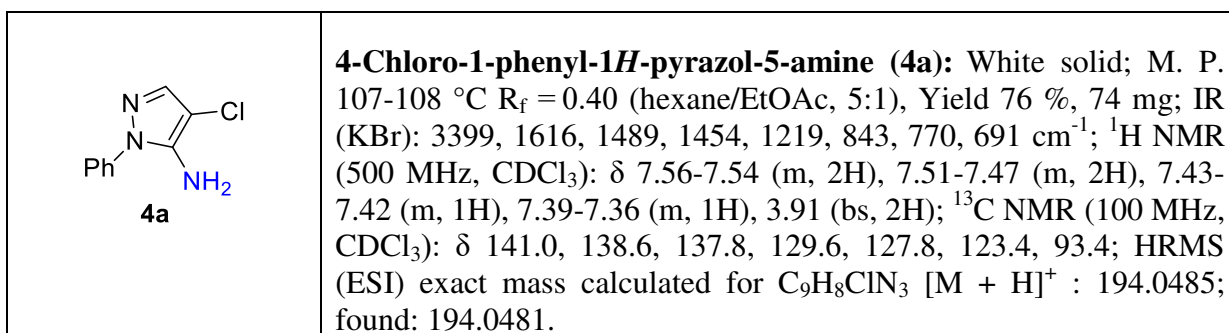 N
N
Cl
Ph
NH₂
4a
4-Chloro-1-phenyl-1H-pyrazol-5-amine (4a): White solid; M. P.
107-108 °C R_f = 0.40 (hexane/EtOAc, 5:1), Yield 76 %, 74 mg; IR
(KBr): 3399, 1616, 1489, 1454, 1219, 843, 770, 691 cm⁻¹; ¹H NMR
(500 MHz, CDCl₃): δ 7.56-7.54 (m, 2H), 7.51-7.47 (m, 2H), 7.43-
7.42 (m, 1H), 7.39-7.36 (m, 1H), 3.91 (bs, 2H); ¹³C NMR (100 MHz,
CDCl₃): δ 141.0, 138.6, 137.8, 129.6, 127.8, 123.4, 93.4; HRMS
(ESI) exact mass calculated for C₉H₈ClN₃ [M + H]⁺ : 194.0485;
found: 194.0481.